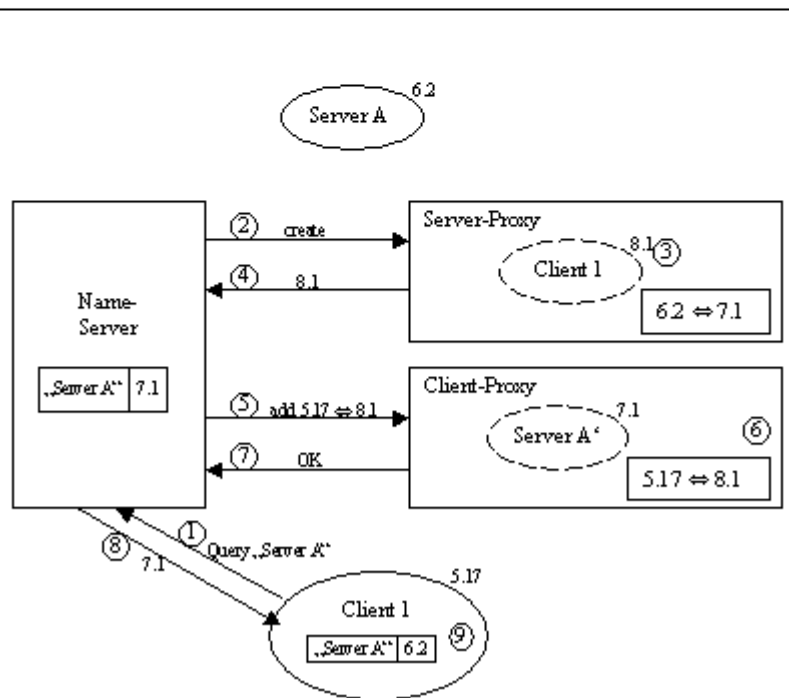 6.2
Server A
Server-Proxy
② create
8.1 ③
Client 1
④ 8.1
6.2 ⇔ 7.1
Name-
Server
„Server A“ 7.1
Client-Proxy
⑤ add 5.17 ⇔ 8.1
7.1
Server A‘
⑥
⑦ OK
5.17 ⇔ 8.1
①
⑧
Query „Server A“
7.1
5.17
Client 1
„Server A“ 6.2 ⑨